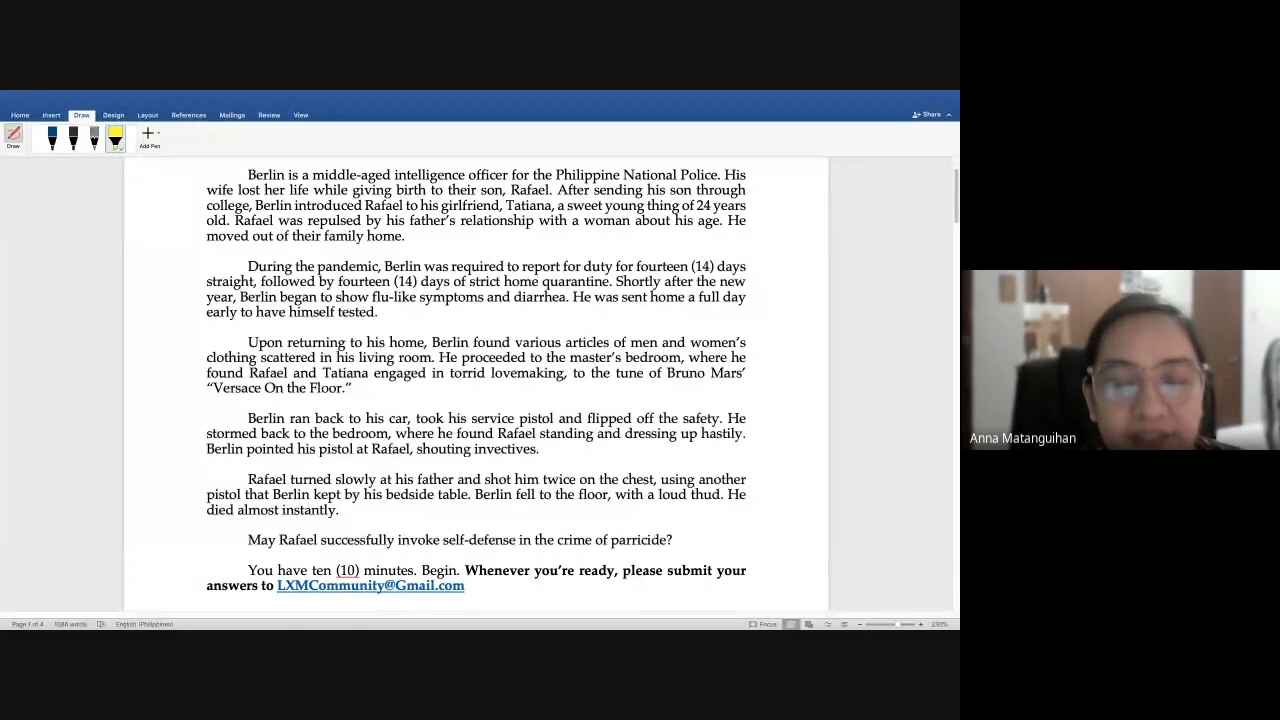 Home Insert Draw Design Layout References Mailings Review View Share
Draw Add Pen
Berlin is a middle-aged intelligence officer for the Philippine National Police. His
wife lost her life while giving birth to their son, Rafael. After sending his son through
college, Berlin introduced Rafael to his girlfriend, Tatiana, a sweet young thing of 24 years
old. Rafael was repulsed by his father's relationship with a woman about his age. He
moved out of their family home.
During the pandemic, Berlin was required to report for duty for fourteen (14) days
straight, followed by fourteen (14) days of strict home quarantine. Shortly after the new
year, Berlin began to show flu-like symptoms and diarrhea. He was sent home a full day
early to have himself tested.
Upon returning to his home, Berlin found various articles of men and women's
clothing scattered in his living room. He proceeded to the master's bedroom, where he
found Rafael and Tatiana engaged in torrid lovemaking, to the tune of Bruno Mars'
"Versace On the Floor."
Berlin ran back to his car, took his service pistol and flipped off the safety. He
stormed back to the bedroom, where he found Rafael standing and dressing up hastily.
Berlin pointed his pistol at Rafael, shouting invectives.
Rafael turned slowly at his father and shot him twice on the chest, using another
pistol that Berlin kept by his bedside table. Berlin fell to the floor, with a loud thud. He
died almost instantly.
May Rafael successfully invoke self-defense in the crime of parricide?
You have ten (10) minutes. Begin. Whenever you're ready, please submit your
answers to LXMCommunity@Gmail.com
Page 1 of 4 1086 words English (Philippines) Focus 230%
Anna Matanguihan